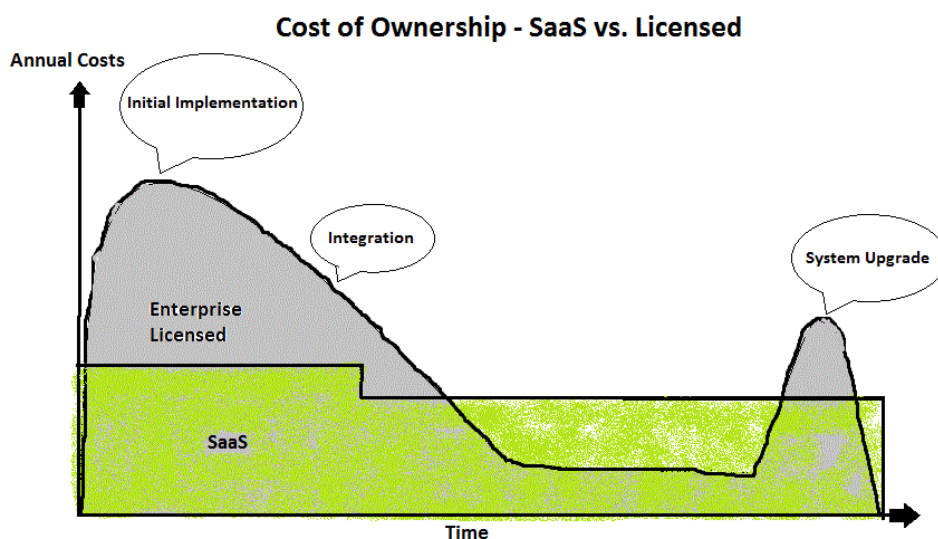 Cost of Ownership - SaaS vs. Licensed
Annual Costs
Initial Implementation
Integration
System Upgrade
Enterprise
Licensed
SaaS
Time